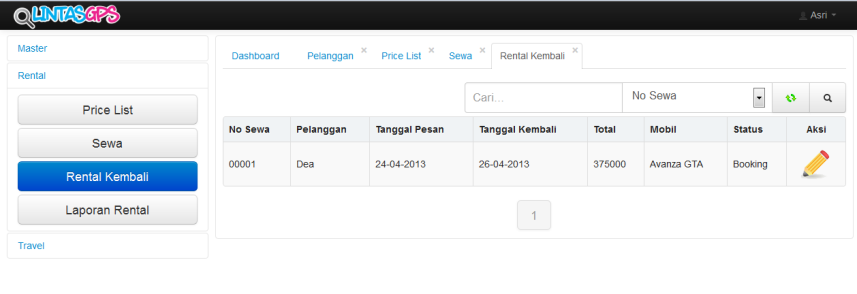 LINTASGPS
Asri
Master
Rental
Price List
Sewa
Rental Kembali
Laporan Rental
Travel
Dashboard Pelanggan × Price List × Sewa × Rental Kembali ×
Cari... No Sewa
No Sewa Pelanggan Tanggal Pesan Tanggal Kembali Total Mobil Status Aksi
00001 Dea 24-04-2013 26-04-2013 375000 Avanza GTA Booking
1